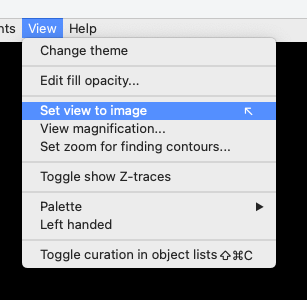 nts View Help
Change theme
Edit fill opacity...
Set view to image ↖
View magnification...
Set zoom for finding contours...
Toggle show Z-traces
Palette ▶
Left handed
Toggle curation in object lists ⇧⌘C